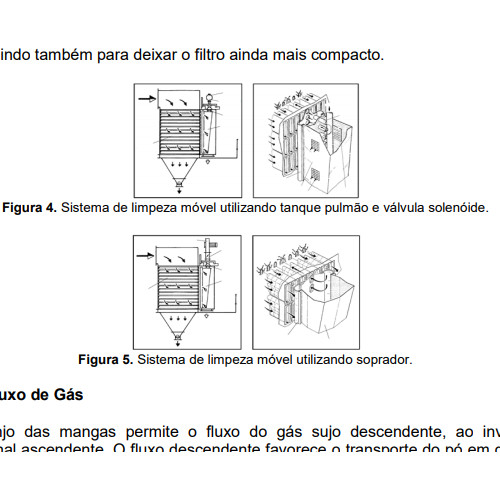 indo também para deixar o filtro ainda mais compacto.
Figura 4. Sistema de limpeza móvel utilizando tanque pulmão e válvula solenóide.
Figura 5. Sistema de limpeza móvel utilizando soprador.
uxo de Gás
njo das mangas permite o fluxo do gás sujo descendente, ao inv
nal ascendente. O fluxo descendente favorece o transporte do pó em